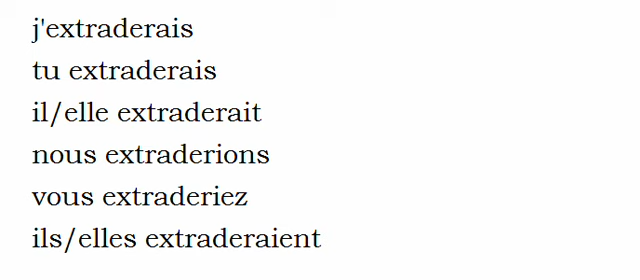 j'extraderais
tu extraderais
il/elle extraderait
nous extraderions
vous extraderiez
ils/elles extraderaient